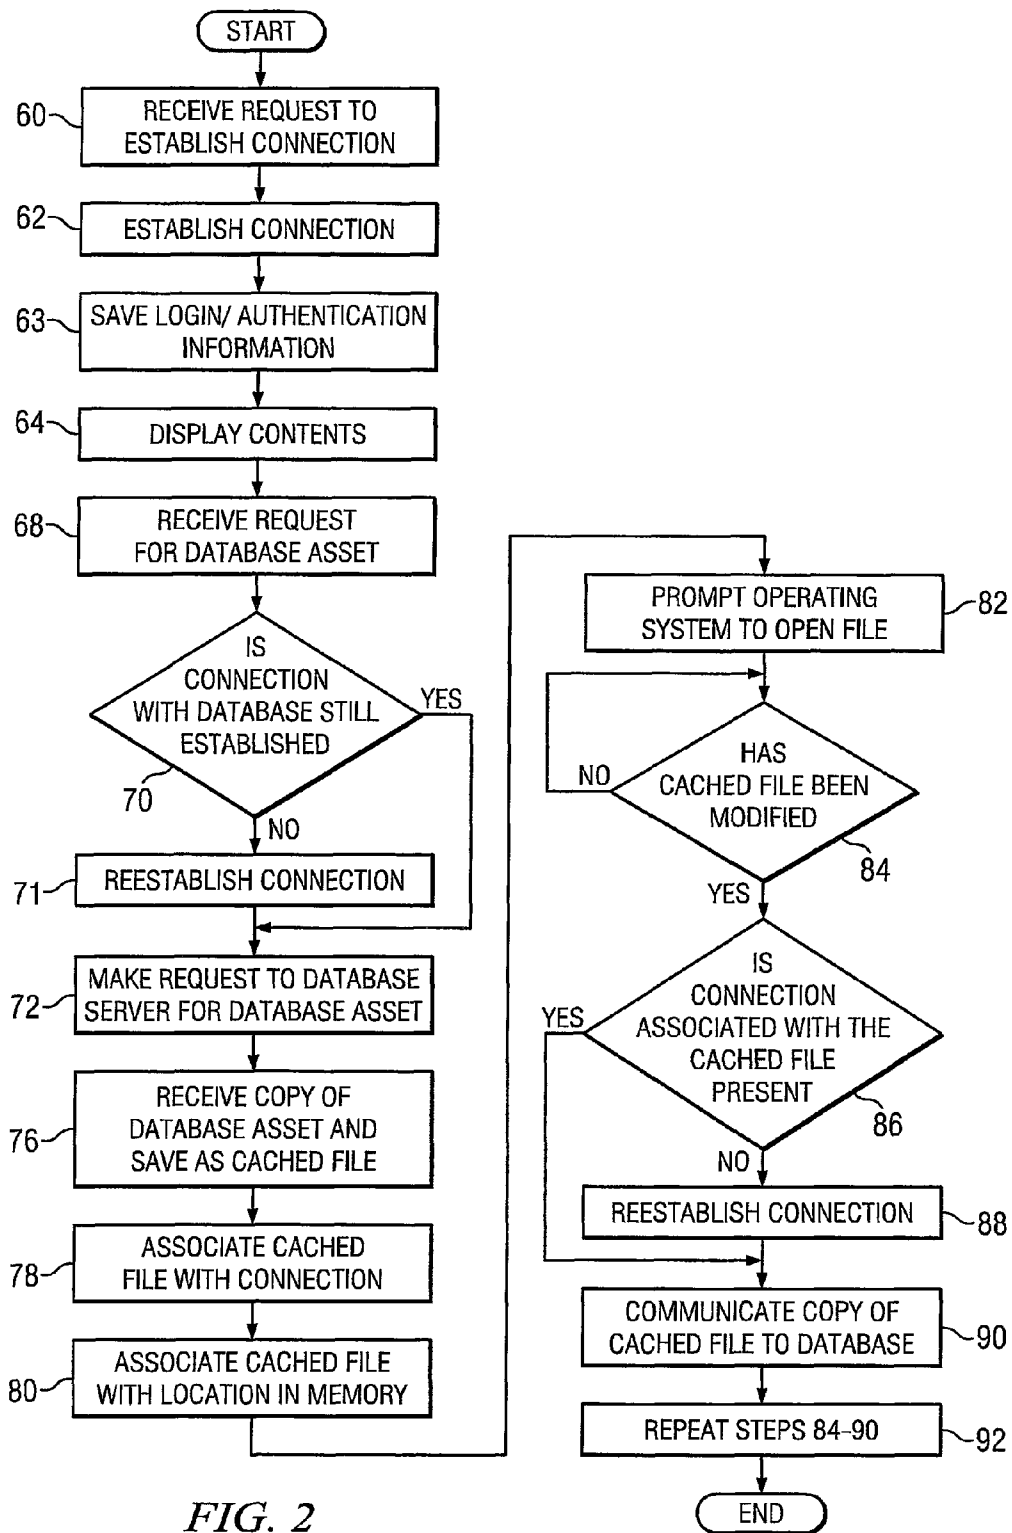 START
60
RECEIVE REQUEST TO
ESTABLISH CONNECTION
62
ESTABLISH CONNECTION
63
SAVE LOGIN/ AUTHENTICATION
INFORMATION
64
DISPLAY CONTENTS
68
RECEIVE REQUEST
FOR DATABASE ASSET
IS
CONNECTION
WITH DATABASE STILL
ESTABLISHED
YES
70
NO
71
REESTABLISH CONNECTION
72
MAKE REQUEST TO DATABASE
SERVER FOR DATABASE ASSET
76
RECEIVE COPY OF
DATABASE ASSET AND
SAVE AS CACHED FILE
78
ASSOCIATE CACHED
FILE WITH CONNECTION
80
ASSOCIATE CACHED FILE
WITH LOCATION IN MEMORY
PROMPT OPERATING
SYSTEM TO OPEN FILE
82
HAS
CACHED FILE BEEN
MODIFIED
NO
84
YES
IS
CONNECTION
ASSOCIATED WITH THE
CACHED FILE
PRESENT
YES
86
NO
REESTABLISH CONNECTION
88
COMMUNICATE COPY OF
CACHED FILE TO DATABASE
90
REPEAT STEPS 84-90
92
END
FIG. 2